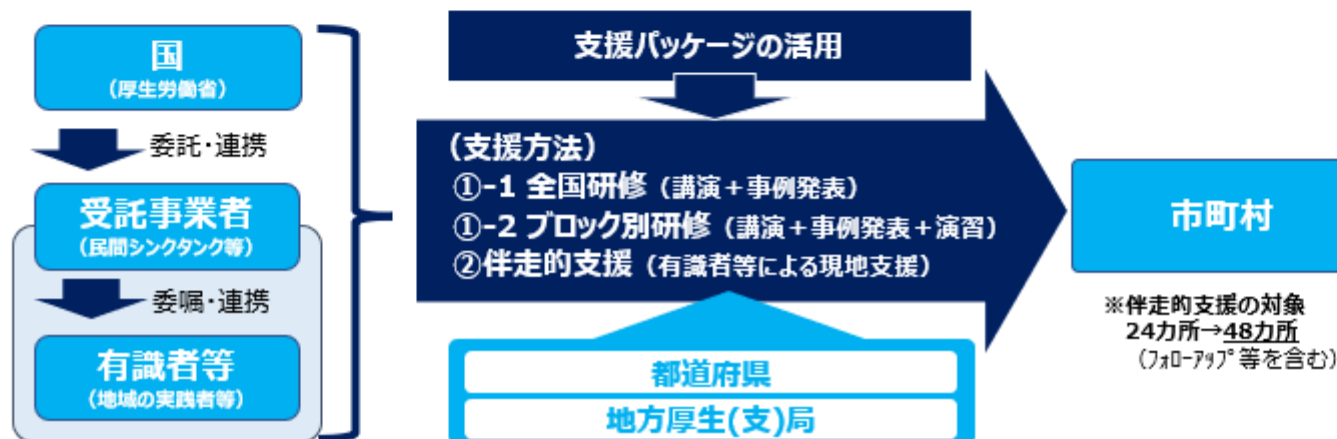 国
（厚生労働省）
委託・連携
受託事業者
（民間シンクタンク等）
委嘱・連携
有識者等
（地域の実践者等）
支援パッケージの活用
（支援方法）
①-1 全国研修（講演＋事例発表）
①-1 ブロック別研修（講演＋事例発表＋演習）
②伴走的支援（有識者等による現地支援）
都道府県
地方厚生(支)局
市町村
※伴走的支援の対象
24カ所→48カ所
（ﾌｫﾛｰｱｯﾌﾟ等を含む）